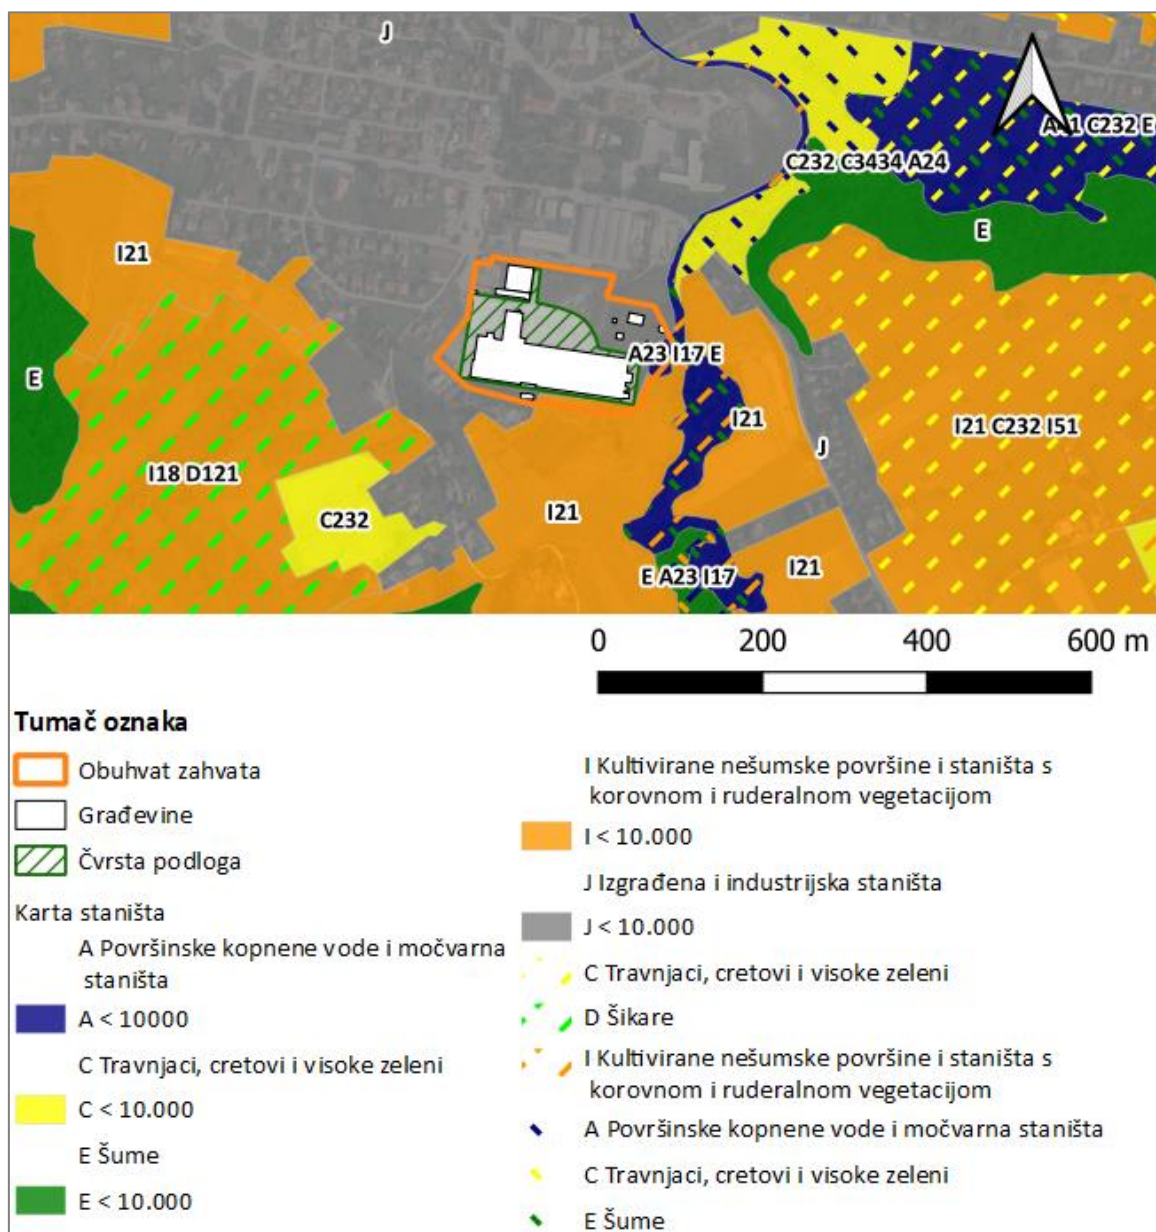 J
A41 C232 E
C232 C3434 A24
E
I21
E
A23 I17 E
I21
I21 C232 I51
J
I18 D121
C232
I21
E A23 I17
I21
0 200 400 600 m
Tumač oznaka
Obuhvat zahvata
Građevine
Čvrsta podloga
Karta staništa
A Površinske kopnene vode i močvarna
staništa
A < 10000
C Travnjaci, cretovi i visoke zeleni
C < 10.000
E Šume
E < 10.000
I Kultivirane nešumske površine i staništa s
korovnom i ruderalnom vegetacijom
I < 10.000
J Izgrađena i industrijska staništa
J < 10.000
C Travnjaci, cretovi i visoke zeleni
D Šikare
I Kultivirane nešumske površine i staništa s
korovnom i ruderalnom vegetacijom
A Površinske kopnene vode i močvarna staništa
C Travnjaci, cretovi i visoke zeleni
E Šume